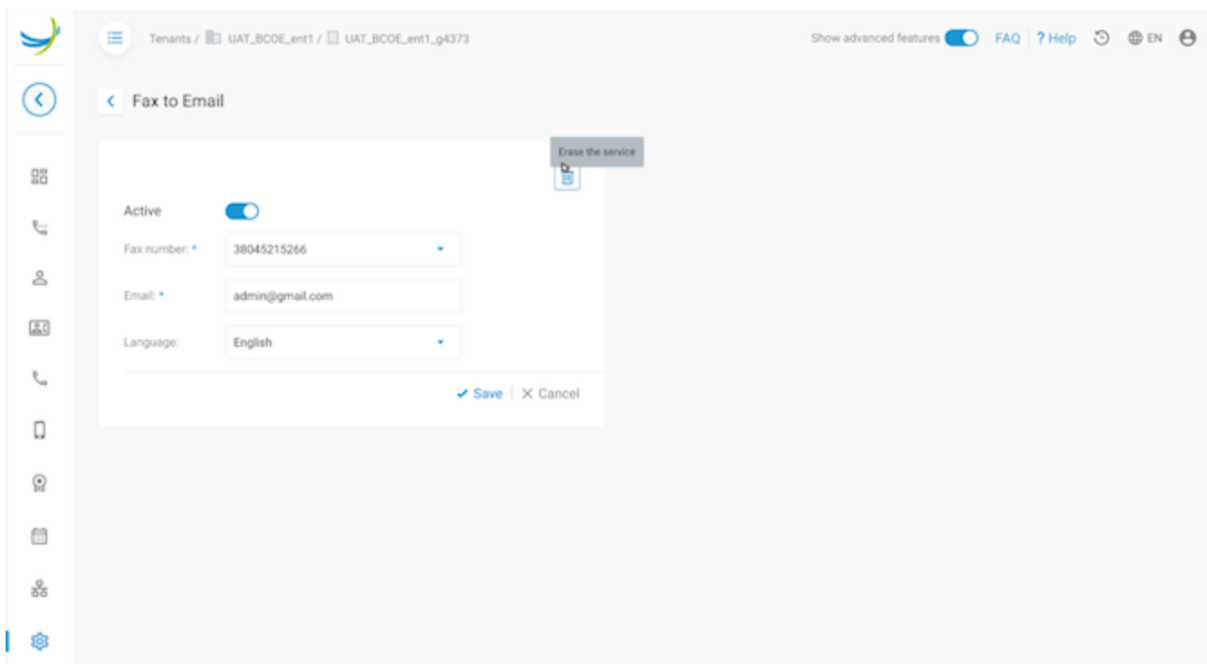 Tenants / UAT_BCOE_ent1 / UAT_BCOE_ent1_g4373
Show advanced features FAQ ? Help EN
Fax to Email
Erase the service
Active
Fax number: * 38045215266
Email: * admin@gmail.com
Language: English
Save Cancel